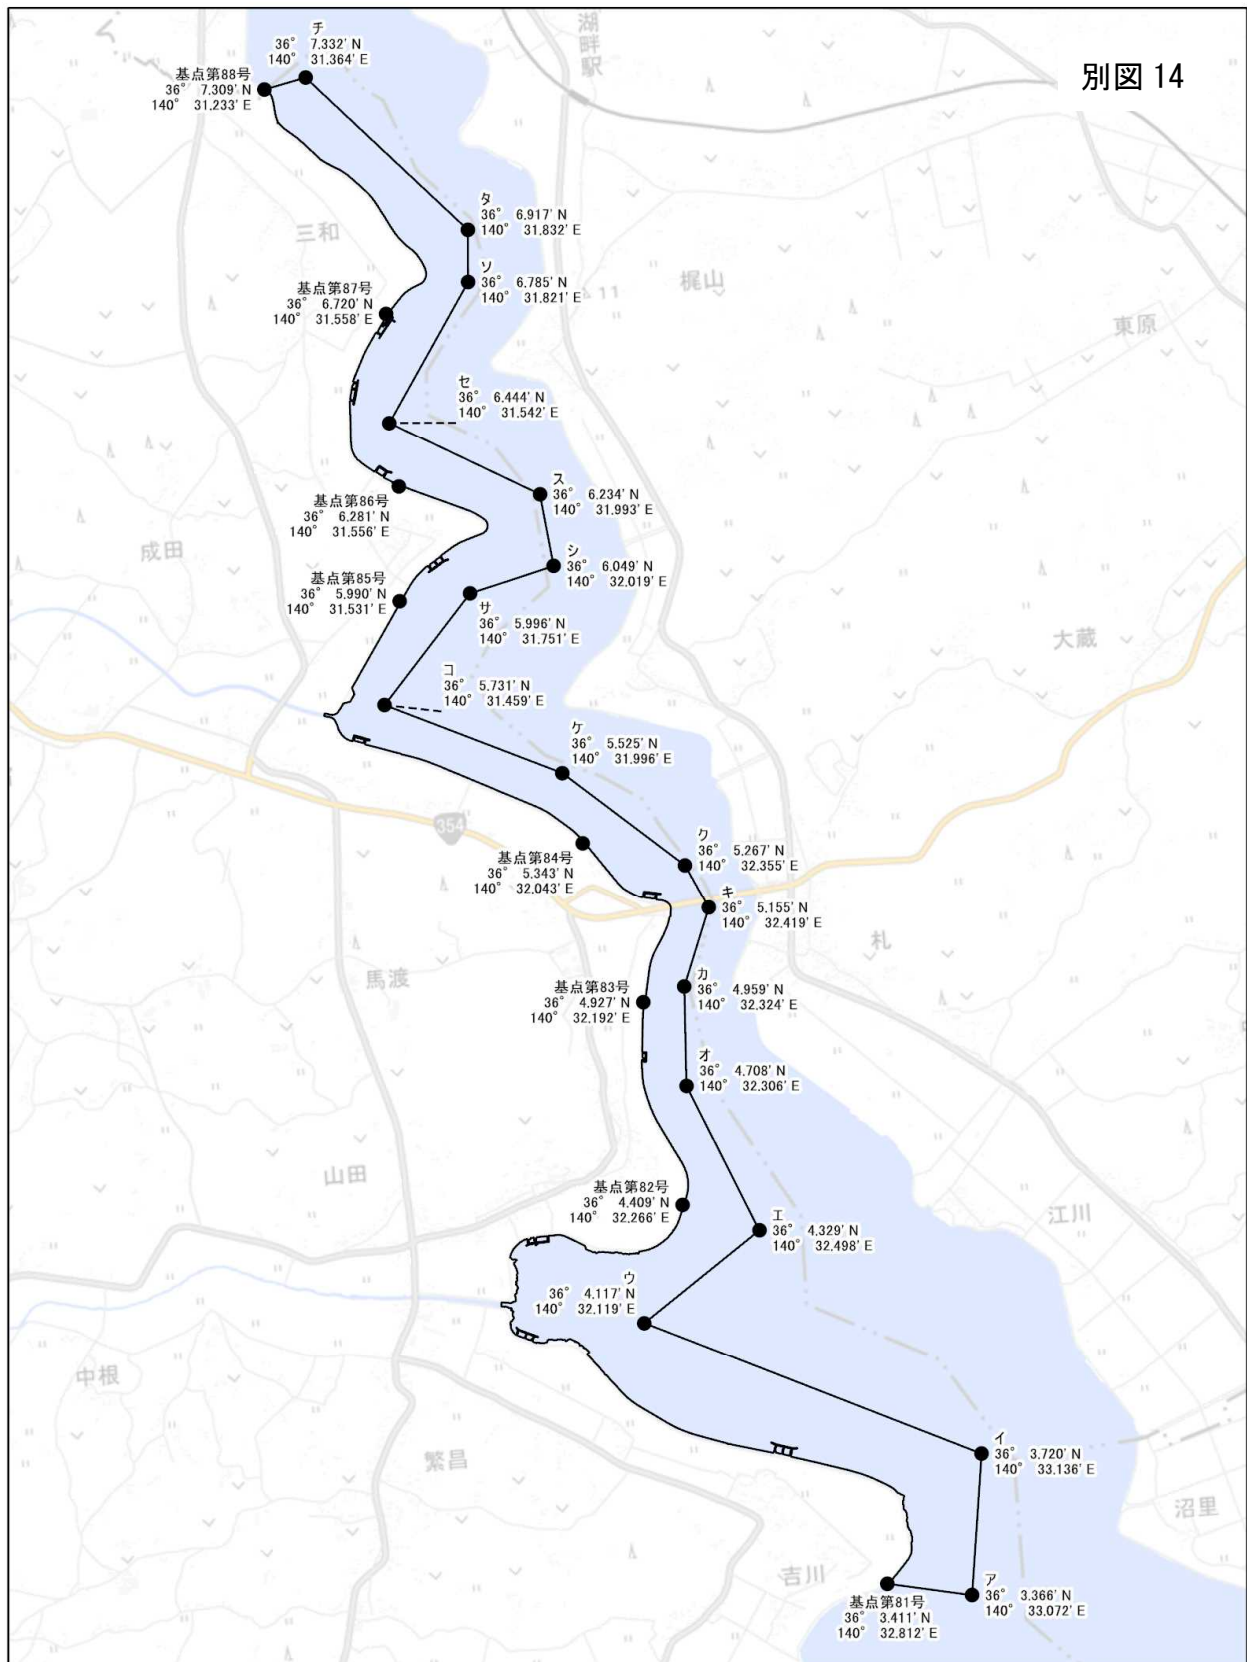 別図 14
チ
36° 7.332' N
140° 31.364' E
基点第88号
36° 7.309' N
140° 31.233' E
湖畔駅
タ
36° 6.917' N
140° 31.832' E
三和
ソ
36° 6.785' N
140° 31.821' E
11
梶山
東原
基点第87号
36° 6.720' N
140° 31.558' E
セ
36° 6.444' N
140° 31.542' E
ス
36° 6.234' N
140° 31.993' E
基点第86号
36° 6.281' N
140° 31.556' E
成田
シ
36° 6.049' N
140° 32.019' E
基点第85号
36° 5.990' N
140° 31.531' E
サ
36° 5.996' N
140° 31.751' E
大蔵
コ
36° 5.731' N
140° 31.459' E
ケ
36° 5.525' N
140° 31.996' E
354
ク
36° 5.267' N
140° 32.355' E
基点第84号
36° 5.343' N
140° 32.043' E
キ
36° 5.155' N
140° 32.419' E
札
馬渡
カ
36° 4.959' N
140° 32.324' E
基点第83号
36° 4.927' N
140° 32.192' E
オ
36° 4.708' N
140° 32.306' E
山田
基点第82号
36° 4.409' N
140° 32.266' E
江川
エ
36° 4.329' N
140° 32.498' E
ウ
36° 4.117' N
140° 32.119' E
中根
イ
36° 3.720' N
140° 33.136' E
繁昌
沼里
吉川
ア
36° 3.366' N
140° 33.072' E
基点第81号
36° 3.411' N
140° 32.812' E